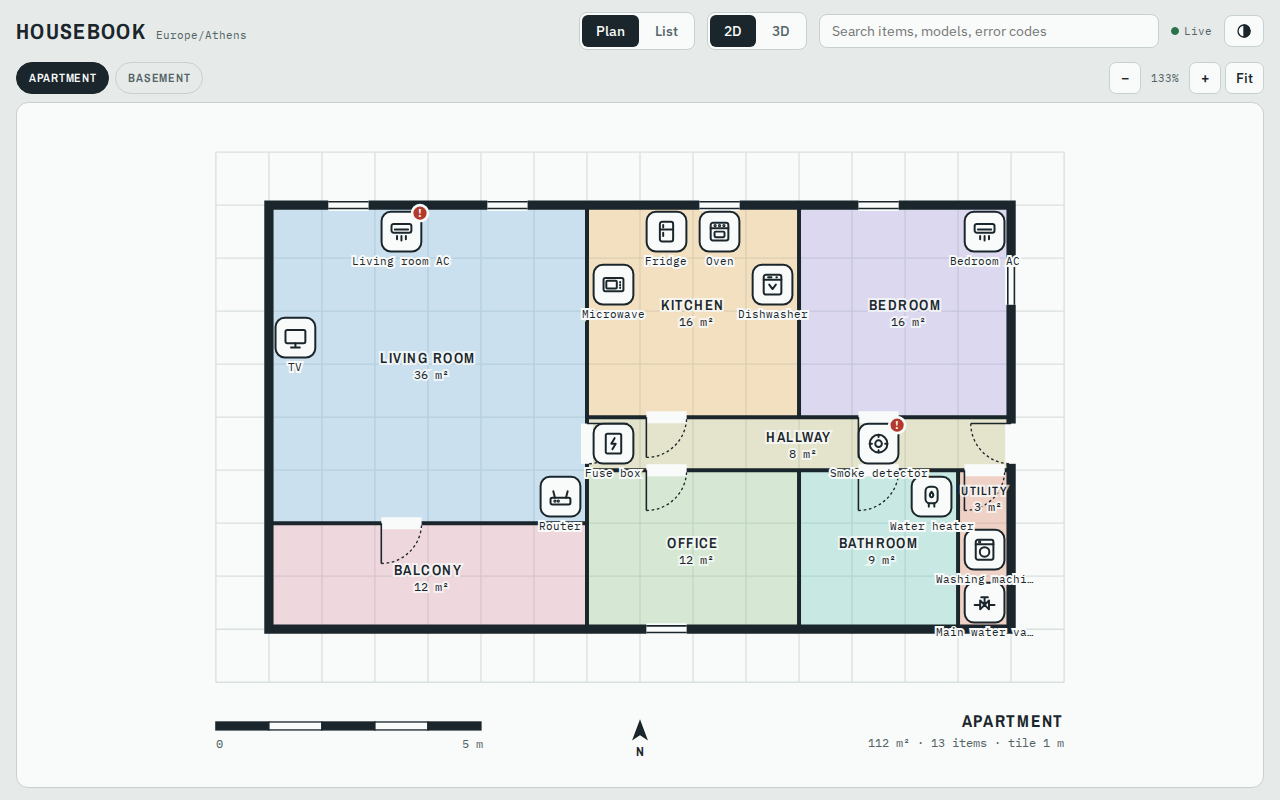 HOUSEBOOK Europe/Athens
Plan List
2D 3D
Search items, models, error codes
Live
APARTMENT BASEMENT
− 133% + Fit
Living room AC
Fridge
Oven
Bedroom AC
Microwave
KITCHEN
16 m²
Dishwasher
BEDROOM
16 m²
TV
LIVING ROOM
36 m²
HALLWAY
8 m²
Fuse box
Smoke detector
UTILITY
3 m²
Router
Water heater
OFFICE
12 m²
BATHROOM
9 m²
BALCONY
12 m²
Washing machi…
Main water va…
0 5 m
N
APARTMENT
112 m² · 13 items · tile 1 m